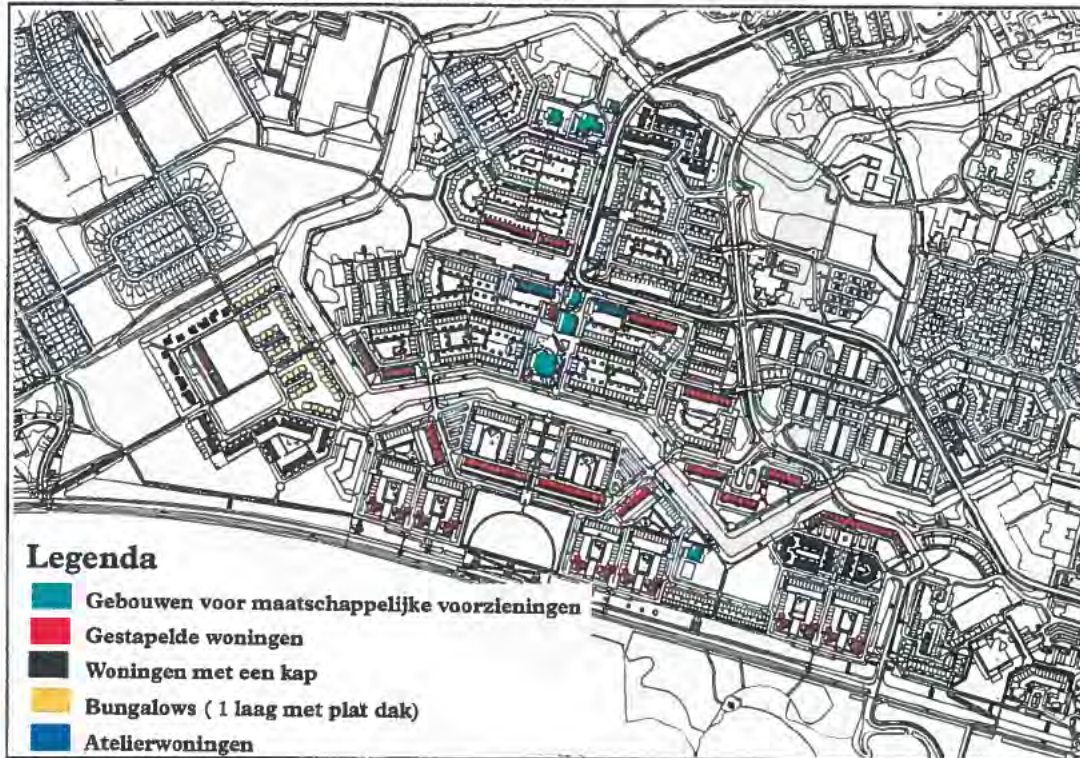 Legenda
Gebouwen voor maatschappelijke voorzieningen
Gestapelde woningen
Woningen met een kap
Bungalows ( 1 laag met plat dak)
Atelierwoningen